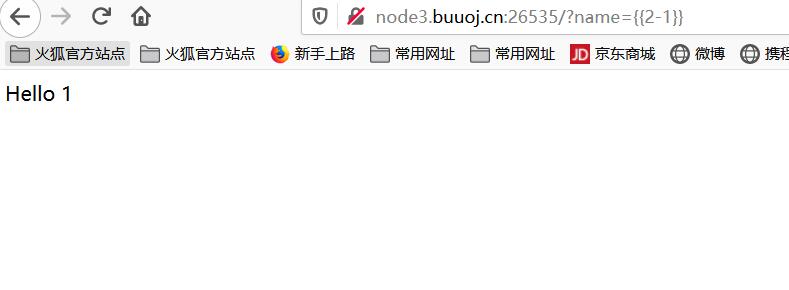 node3.buuoj.cn:26535/?name={{2-1}}
火狐官方站点 火狐官方站点 新手上路 常用网址 常用网址 JD 京东商城 微博 携程
Hello 1